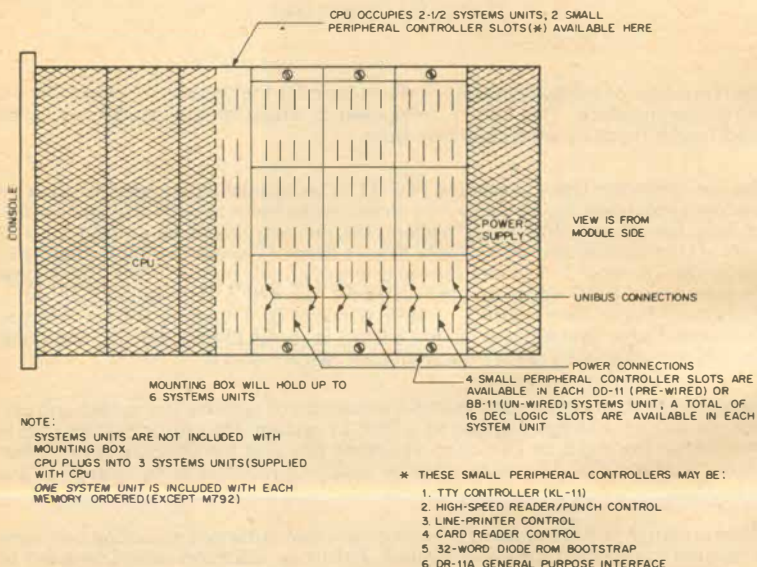 CPU OCCUPIES 2-1/2 SYSTEMS UNITS, 2 SMALL
PERIPHERAL CONTROLLER SLOTS(*) AVAILABLE HERE
CONSOLE
CPU
POWER
SUPPLY
VIEW IS FROM
MODULE SIDE
UNIBUS CONNECTIONS
POWER CONNECTIONS
MOUNTING BOX WILL HOLD UP TO
6 SYSTEMS UNITS
4 SMALL PERIPHERAL CONTROLLER SLOTS ARE
AVAILABLE IN EACH DD-11 (PRE-WIRED) OR
BB-11(UN-WIRED) SYSTEMS UNIT, A TOTAL OF
16 DEC LOGIC SLOTS ARE AVAILABLE IN EACH
SYSTEM UNIT
NOTE:
SYSTEMS UNITS ARE NOT INCLUDED WITH
MOUNTING BOX
CPU PLUGS INTO 3 SYSTEMS UNITS(SUPPLIED
WITH CPU
ONE SYSTEM UNIT IS INCLUDED WITH EACH
MEMORY ORDERED(EXCEPT M792)
* THESE SMALL PERIPHERAL CONTROLLERS MAY BE:
1. TTY CONTROLLER (KL-11)
2. HIGH-SPEED READER/PUNCH CONTROL
3. LINE-PRINTER CONTROL
4 CARD READER CONTROL
5 32-WORD DIODE ROM BOOTSTRAP
6 DR-11A GENERAL PURPOSE INTERFACE